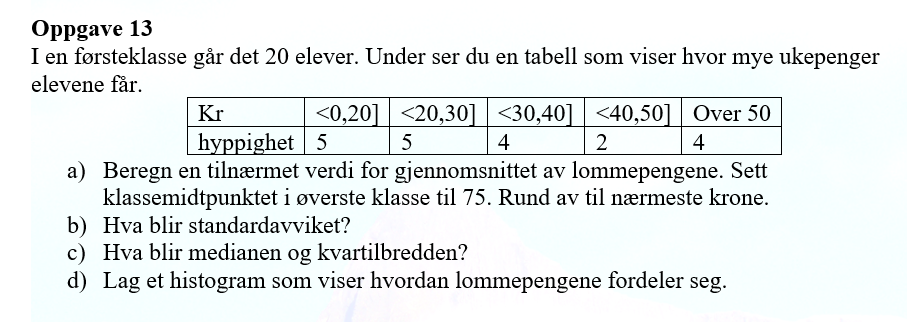 Oppgave 13
I en førsteklasse går det 20 elever. Under ser du en tabell som viser hvor mye ukepenger
elevene får.
Kr <0,20] <20,30] <30,40] <40,50] Over 50
hyppighet 5 5 4 2 4
a) Beregn en tilnærmet verdi for gjennomsnittet av lommepengene. Sett
klassemidtpunktet i øverste klasse til 75. Rund av til nærmeste krone.
b) Hva blir standardavviket?
c) Hva blir medianen og kvartilbredden?
d) Lag et histogram som viser hvordan lommepengene fordeler seg.